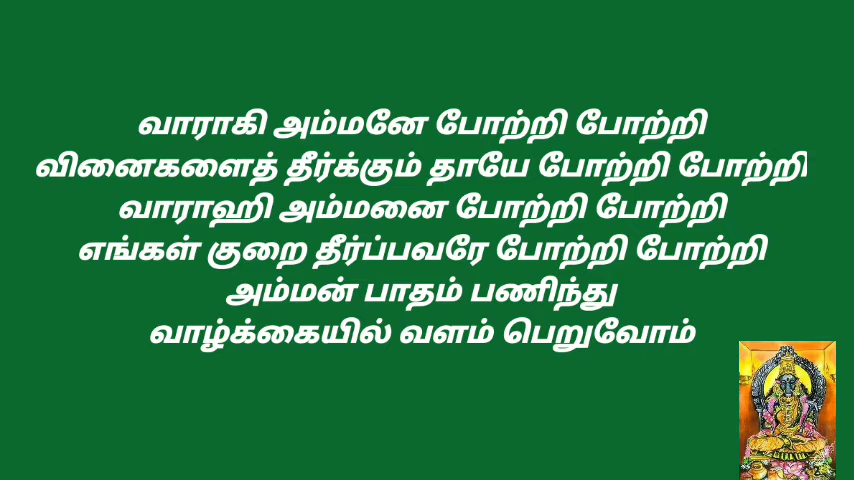 வாராகி அம்மனே போற்றி போற்றி
வினைகளைத் தீர்க்கும் தாயே போற்றி போற்றி
வாராஹி அம்மனை போற்றி போற்றி
எங்கள் குறை தீர்ப்பவரே போற்றி போற்றி
அம்மன் பாதம் பணிந்து
வாழ்க்கையில் வளம் பெறுவோம்